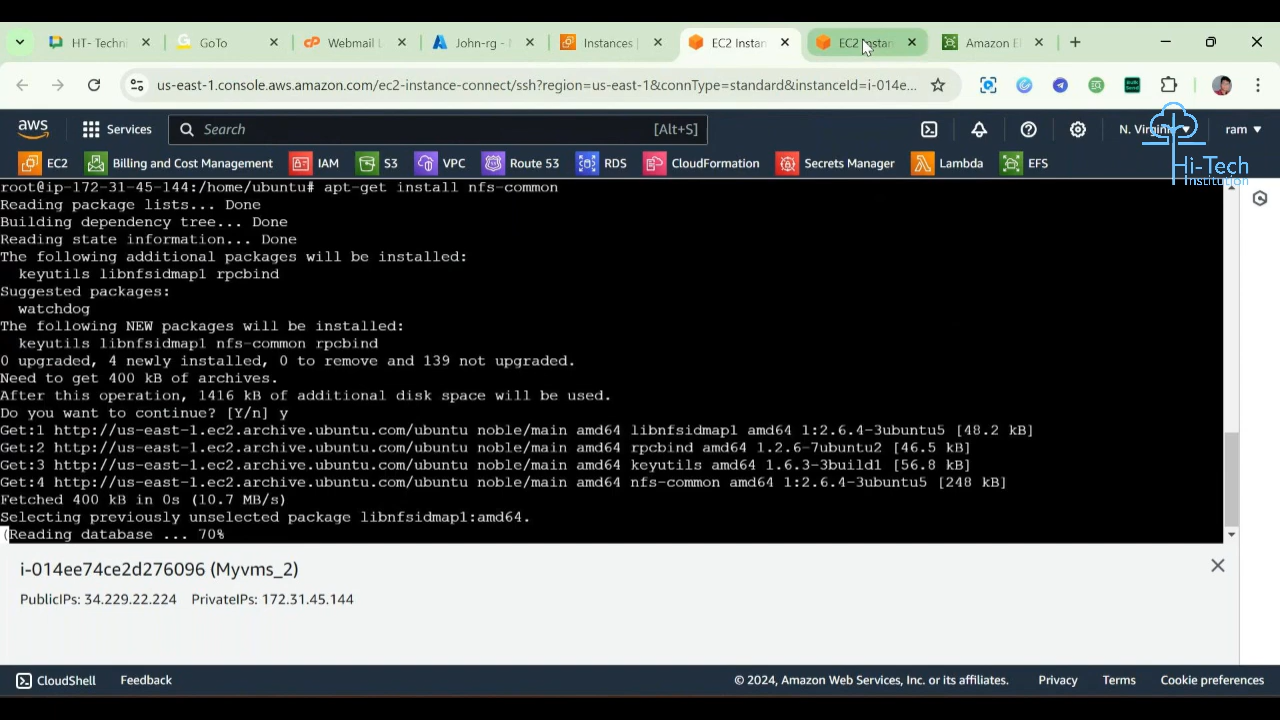 HT- Techni
GoTo
Webmail L
John-rg -
Instances |
EC2 Instan
EC2 Instan
Amazon E
us-east-1.console.aws.amazon.com/ec2-instance-connect/ssh?region=us-east-1&connType=standard&instanceId=i-014e...
aws
Services
Search
[Alt+S]
N. Virginia
ram
EC2
Billing and Cost Management
IAM
S3
VPC
Route 53
RDS
CloudFormation
Secrets Manager
Lambda
EFS
Hi-Tech
Institution
root@ip-172-31-45-144:/home/ubuntu# apt-get install nfs-common
Reading package lists... Done
Building dependency tree... Done
Reading state information... Done
The following additional packages will be installed:
keyutils libnfsidmap1 rpcbind
Suggested packages:
watchdog
The following NEW packages will be installed:
keyutils libnfsidmap1 nfs-common rpcbind
0 upgraded, 4 newly installed, 0 to remove and 139 not upgraded.
Need to get 400 kB of archives.
After this operation, 1416 kB of additional disk space will be used.
Do you want to continue? [Y/n] y
Get:1 http://us-east-1.ec2.archive.ubuntu.com/ubuntu noble/main amd64 libnfsidmap1 amd64 1:2.6.4-3ubuntu5 [48.2 kB]
Get:2 http://us-east-1.ec2.archive.ubuntu.com/ubuntu noble/main amd64 rpcbind amd64 1.2.6-7ubuntu2 [46.5 kB]
Get:3 http://us-east-1.ec2.archive.ubuntu.com/ubuntu noble/main amd64 keyutils amd64 1.6.3-3build1 [56.8 kB]
Get:4 http://us-east-1.ec2.archive.ubuntu.com/ubuntu noble/main amd64 nfs-common amd64 1:2.6.4-3ubuntu5 [248 kB]
Fetched 400 kB in 0s (10.7 MB/s)
Selecting previously unselected package libnfsidmap1:amd64.
(Reading database ... 70%
i-014ee74ce2d276096 (Myvms_2)
PublicIPs: 34.229.22.224 PrivateIPs: 172.31.45.144
CloudShell
Feedback
© 2024, Amazon Web Services, Inc. or its affiliates.
Privacy
Terms
Cookie preferences